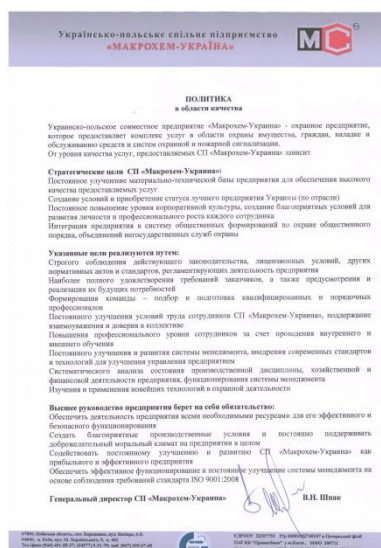 Українсько-польське спільне підприємство
«МАКРОХЕМ-УКРАЇНА»
MC
®
ПОЛИТИКА
в области качества
Украинско-польское совместное предприятие «Макрохем-Украина» - охранное предприятие,
которое предоставляет комплекс услуг в области охраны имущества, граждан, наладке и
обслуживанию средств и систем охранной и пожарной сигнализации.
От уровня качества услуг, предоставляемых СП «Макрохем-Украина» зависит
Стратегические цели СП «Макрохем-Украина»:
Постоянное улучшение материально-технической базы предприятия для обеспечения высокого
качества предоставляемых услуг
Создание условий и приобретение статуса лучшего предприятия Украины (по отрасли)
Постоянное повышение уровня корпоративной культуры, создание благоприятных условий для
развития личности и профессионального роста каждого сотрудника
Интеграция предприятия в систему общественных формирований по охране общественного
порядка, объединений негосударственных служб охраны
Указанные цели реализуются путем:
Строгого соблюдения действующего законодательства, лицензионных условий, других
нормативных актов и стандартов, регламентирующих деятельность предприятия
Наиболее полного удовлетворения требований заказчиков, а также предусмотрения и
реализации их будущих потребностей
Формирования команды – подбор и подготовка квалифицированных и порядочных
профессионалов
Постоянного улучшения условий труда сотрудников СП «Макрохем-Украина», поддержание
взаимоуважения и доверия в коллективе
Повышения профессионального уровня сотрудников за счет проведения внутреннего и
внешнего обучения
Постоянного улучшения и развития системы менеджмента, внедрения современных стандартов
и технологий для улучшения управления предприятием
Систематического анализа состояния производственной дисциплины, хозяйственной и
финансовой деятельности предприятия, функционирования системы менеджмента
Изучения и применения новейших технологий в охранной деятельности
Высшее руководство предприятия берет на себя обязательство:
Обеспечить деятельность предприятия всеми необходимыми ресурсами для его эффективного и
безопасного функционирования
Создать благоприятные производственные условия и постоянно поддерживать
доброжелательный моральный климат на предприятии в целом
Содействовать постоянному улучшению и развитию СП «Макрохем-Украина» как
прибыльного и эффективного предприятия
Обеспечить эффективное функционирование и постоянное улучшение системы менеджмента на
основе соблюдения требований стандарта ISO 9001:2008
Генеральный директор СП «Макрохем-Украина» В.Н. Швак